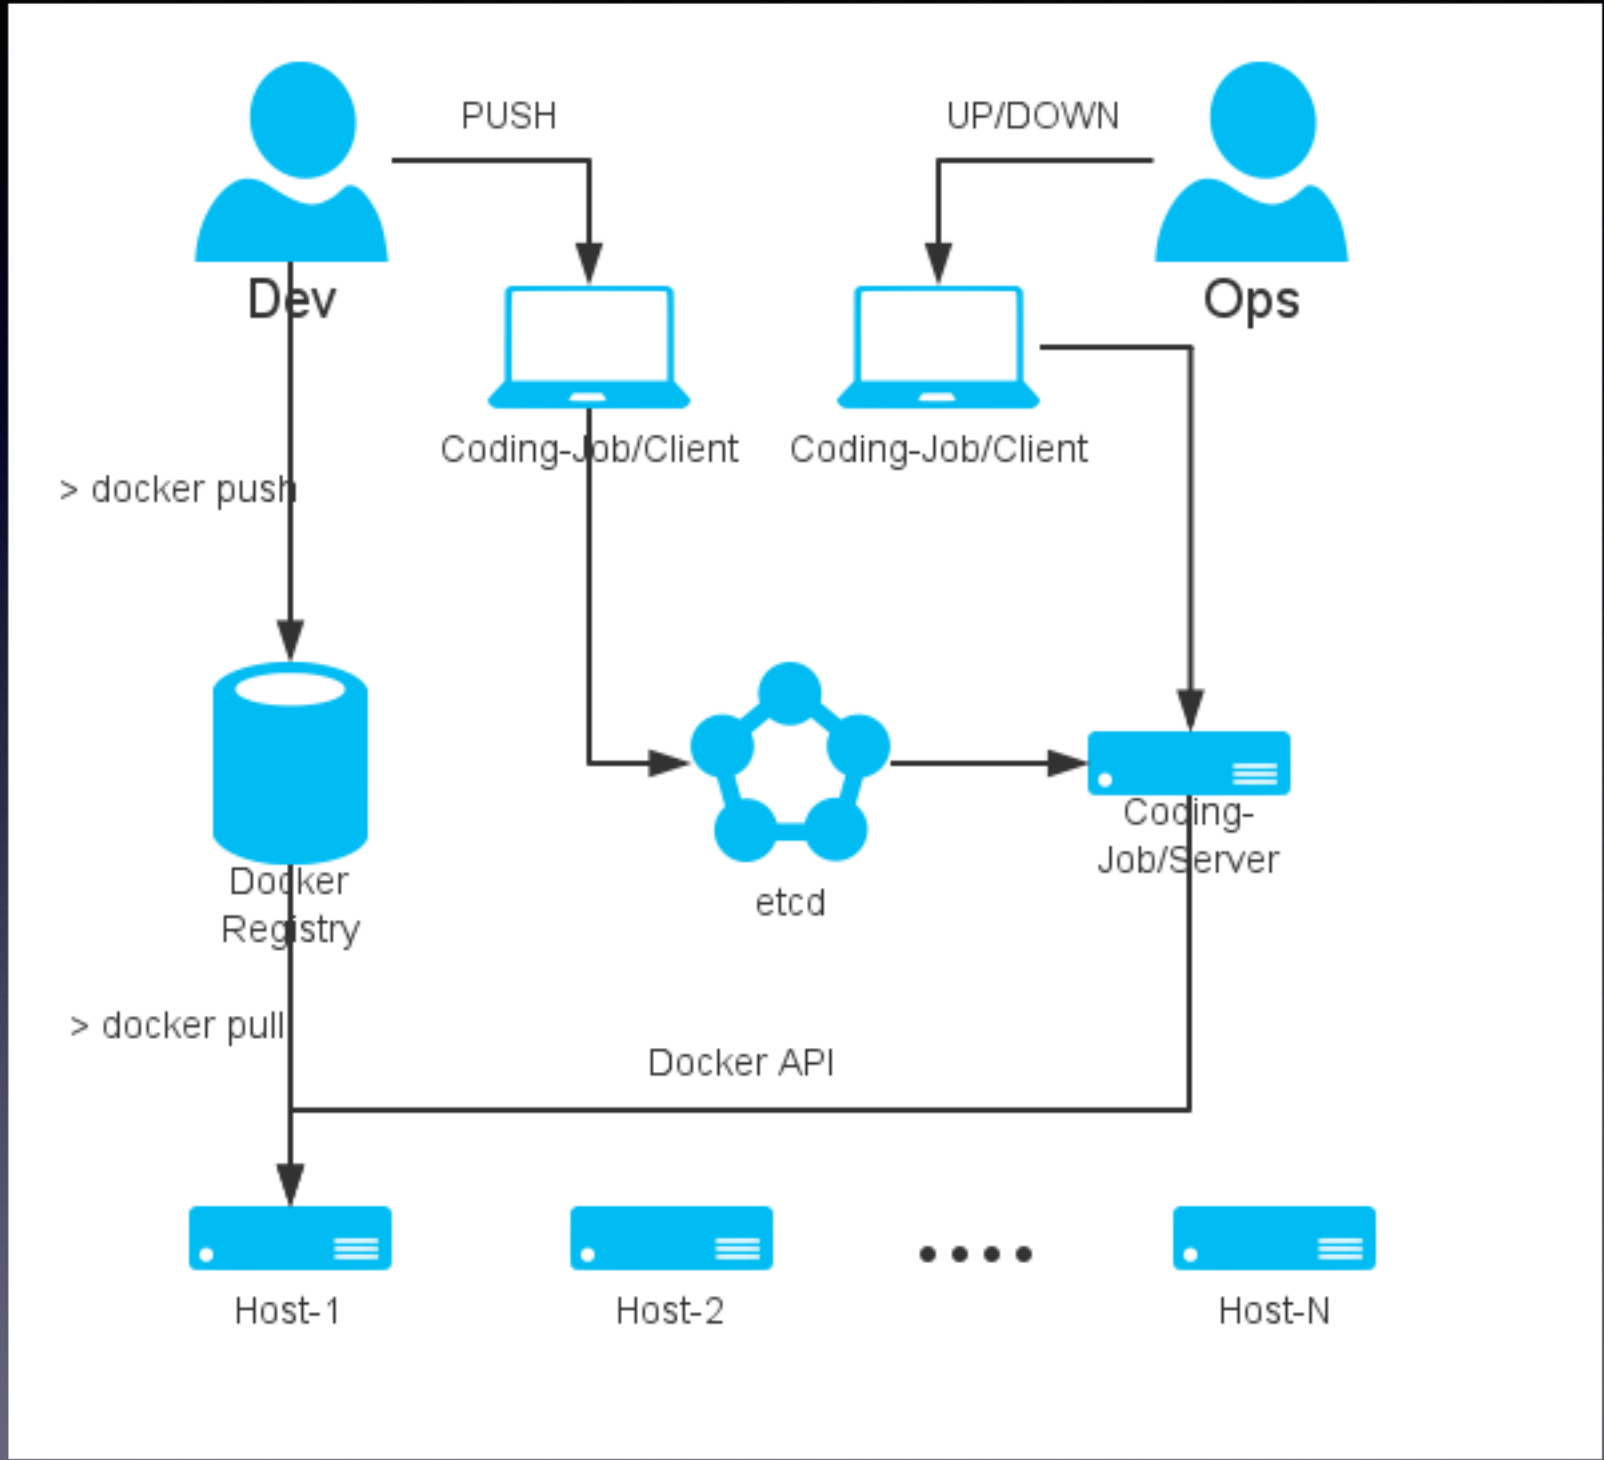 PUSH
UP/DOWN
Dev
Ops
Coding-Job/Client
Coding-Job/Client
> docker push
Coding-
Job/Server
Docker
Registry
etcd
> docker pull
Docker API
Host-1
Host-2
Host-N